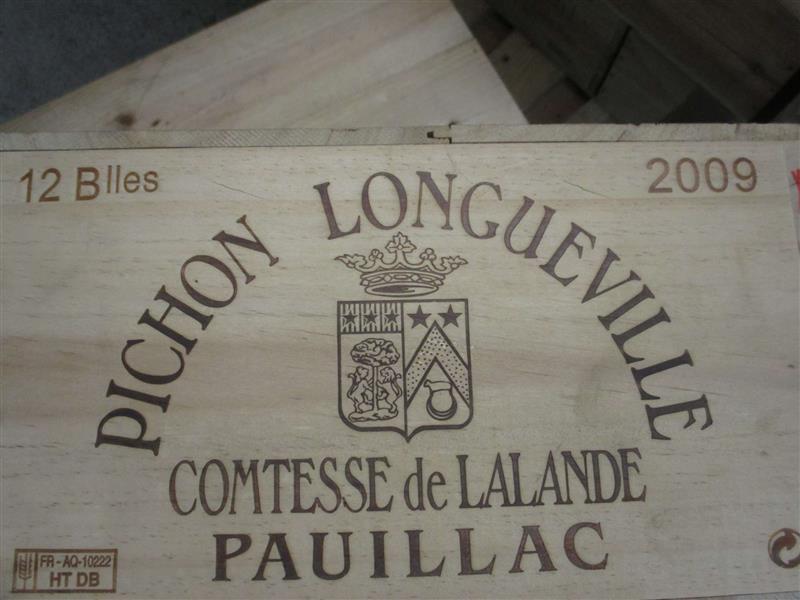 12 Blles
2009
PICHON LONGUEVILLE
COMTESSE de LALANDE
PAUILLAC
FR - AQ-10222
HT DB